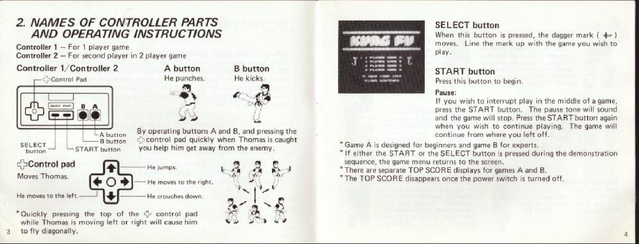 2. NAMES OF CONTROLLER PARTS
AND OPERATING INSTRUCTIONS
Controller 1 – For 1 player game
Controller 2 – For second player in 2 player game
Controller 1/Controller 2
Control Pad
SELECT START
B A
A button
B button
SELECT button
START button
A button
He punches.
B button
He kicks.
By operating buttons A and B, and pressing the
control pad quickly when Thomas is caught
you help him get away from the enemy.
Control pad
Moves Thomas.
He jumps.
He moves to the right.
He moves to the left.
He crouches down.
*Quickly pressing the top of the control pad
while Thomas is moving left or right will cause him
to fly diagonally.
3
KUNG FU
SELECT button
When this button is pressed, the dagger mark ( )
moves. Line the mark up with the game you wish to
play.
START button
Press this button to begin.
Pause:
If you wish to interrupt play in the middle of a game,
press the START button. The pause tone will sound
and the game will stop. Press the START button again
when you wish to continue playing. The game will
continue from where you left off.
*Game A is designed for beginners and game B for experts.
*If either the START or the SELECT button is pressed during the demonstration
sequence, the game menu returns to the screen.
*There are separate TOP SCORE displays for games A and B.
*The TOP SCORE disappears once the power switch is turned off.
4